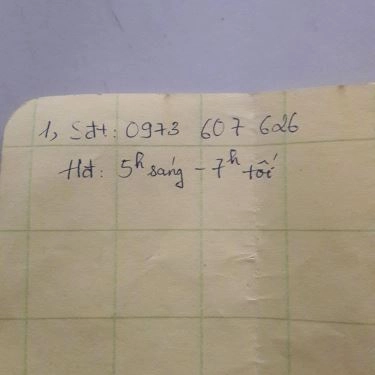 1, Sđt: 0973 607 626
Hđ: 5h sáng - 7h tối